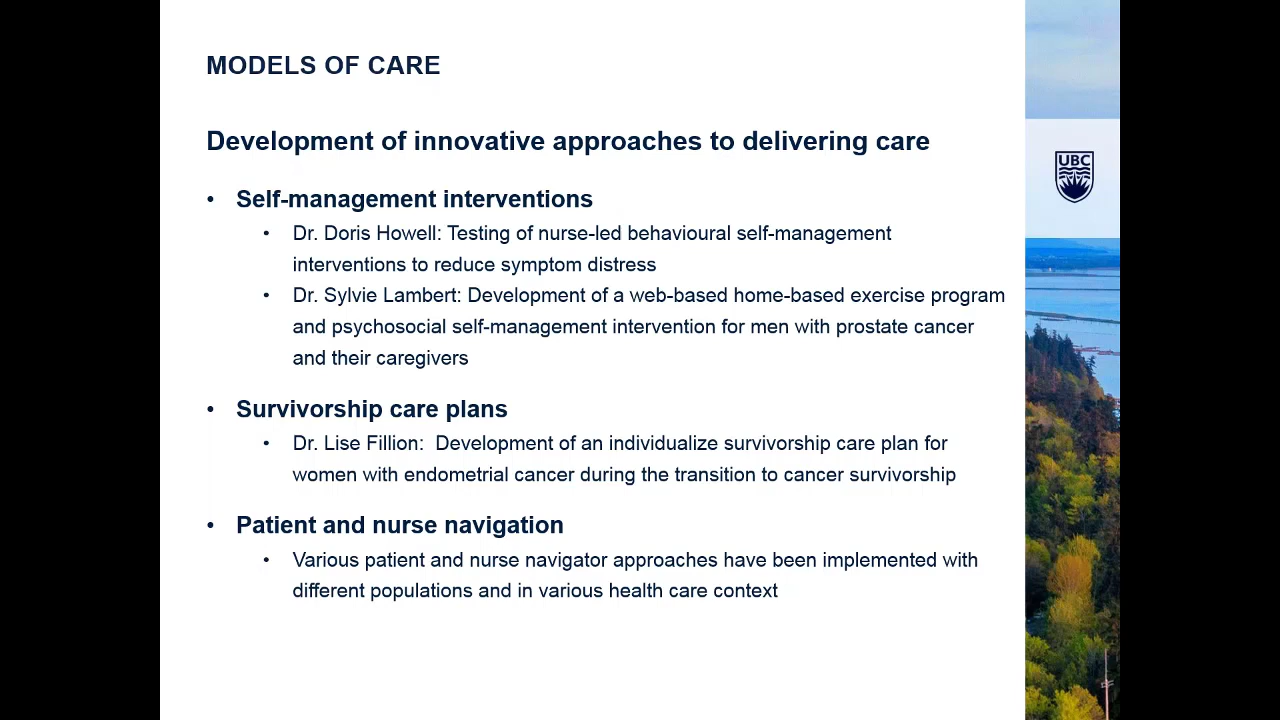 MODELS OF CARE
Development of innovative approaches to delivering care
• Self-management interventions
• Dr. Doris Howell: Testing of nurse-led behavioural self-management
interventions to reduce symptom distress
• Dr. Sylvie Lambert: Development of a web-based home-based exercise program
and psychosocial self-management intervention for men with prostate cancer
and their caregivers
• Survivorship care plans
• Dr. Lise Fillion:  Development of an individualize survivorship care plan for
women with endometrial cancer during the transition to cancer survivorship
• Patient and nurse navigation
• Various patient and nurse navigator approaches have been implemented with
different populations and in various health care context
UBC